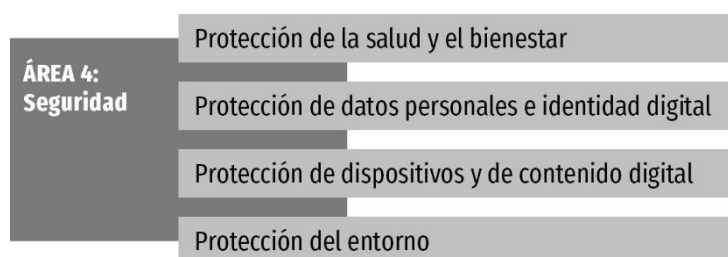 ÁREA 4:
Seguridad
Protección de la salud y el bienestar
Protección de datos personales e identidad digital
Protección de dispositivos y de contenido digital
Protección del entorno